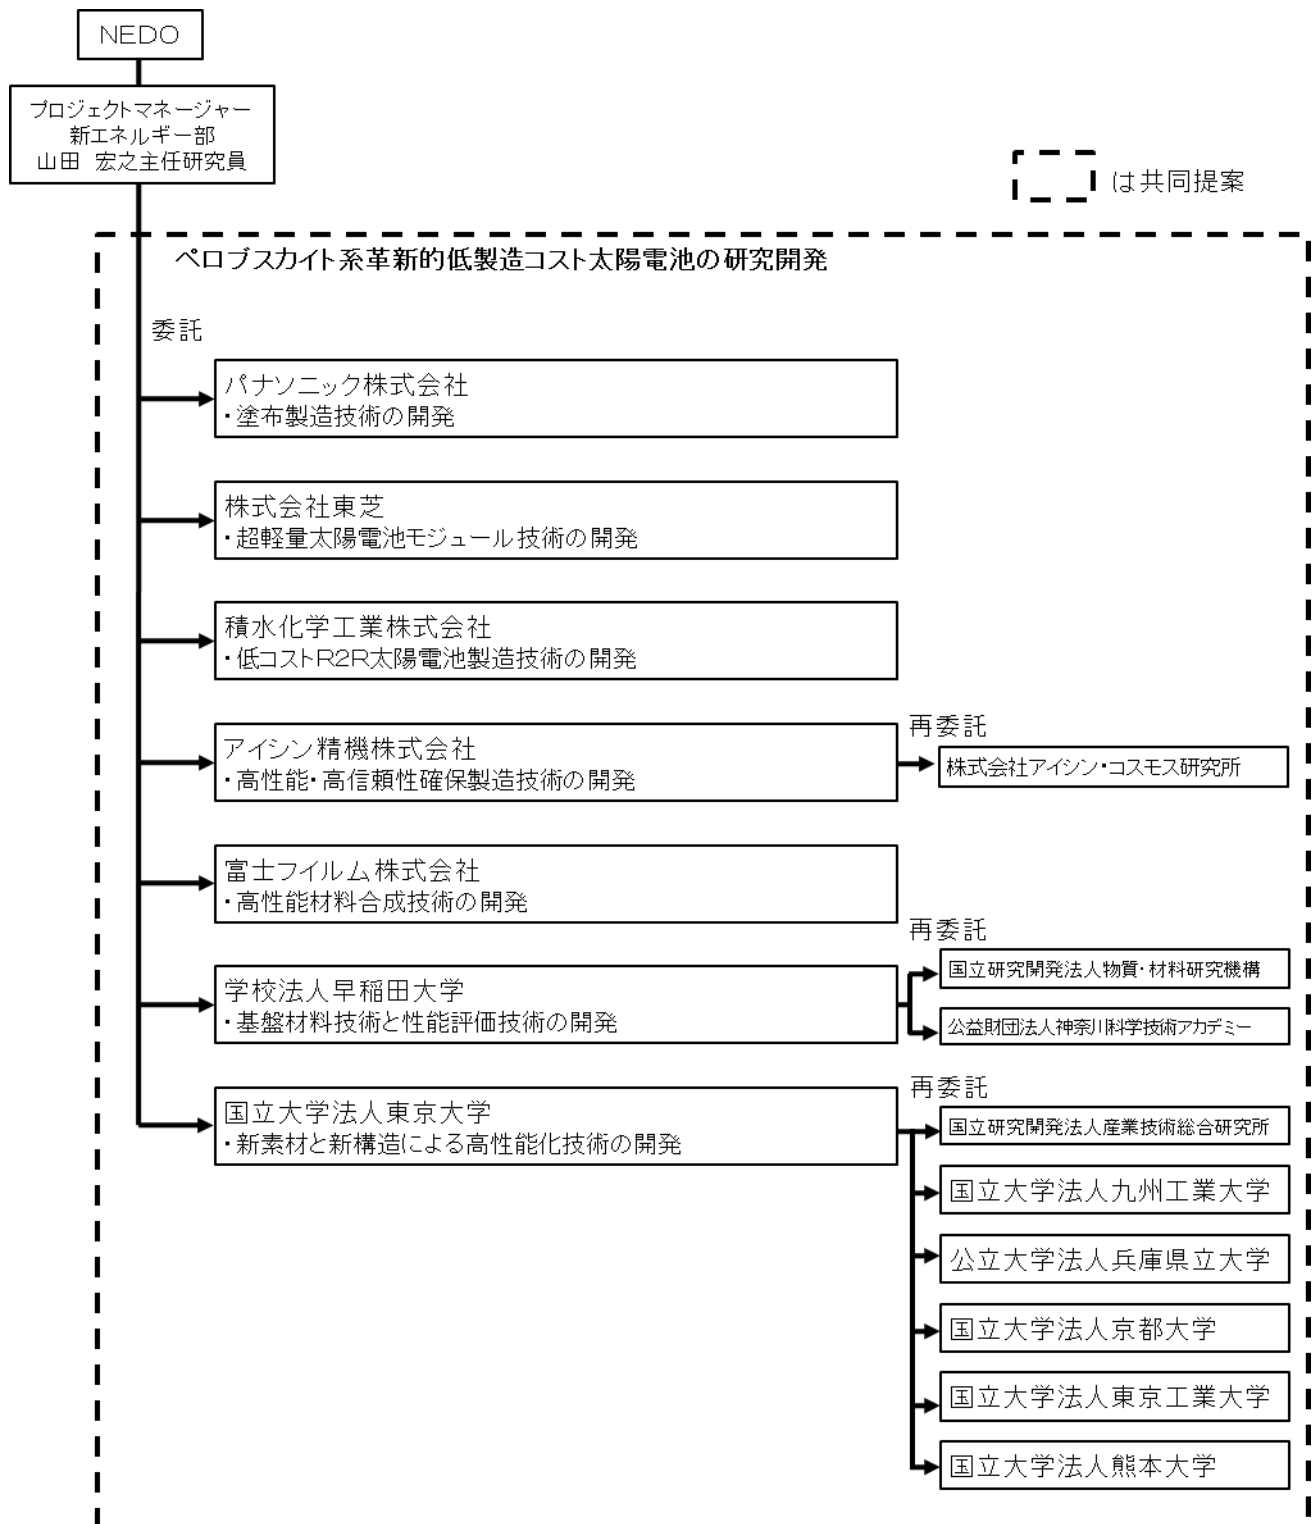 NEDO
プロジェクトマネージャー
新エネルギー部
山田 宏之主任研究員
は共同提案
ペロブスカイト系革新的低製造コスト太陽電池の研究開発
委託
パナソニック株式会社
・塗布製造技術の開発
株式会社東芝
・超軽量太陽電池モジュール技術の開発
積水化学工業株式会社
・低コストR2R太陽電池製造技術の開発
アイシン精機株式会社
・高性能・高信頼性確保製造技術の開発
再委託
株式会社アイシン・コスモス研究所
富士フイルム株式会社
・高性能材料合成技術の開発
学校法人早稲田大学
・基盤材料技術と性能評価技術の開発
再委託
国立研究開発法人物質・材料研究機構
公益財団法人神奈川科学技術アカデミー
国立大学法人東京大学
・新素材と新構造による高性能化技術の開発
再委託
国立研究開発法人産業技術総合研究所
国立大学法人九州工業大学
公立大学法人兵庫県立大学
国立大学法人京都大学
国立大学法人東京工業大学
国立大学法人熊本大学